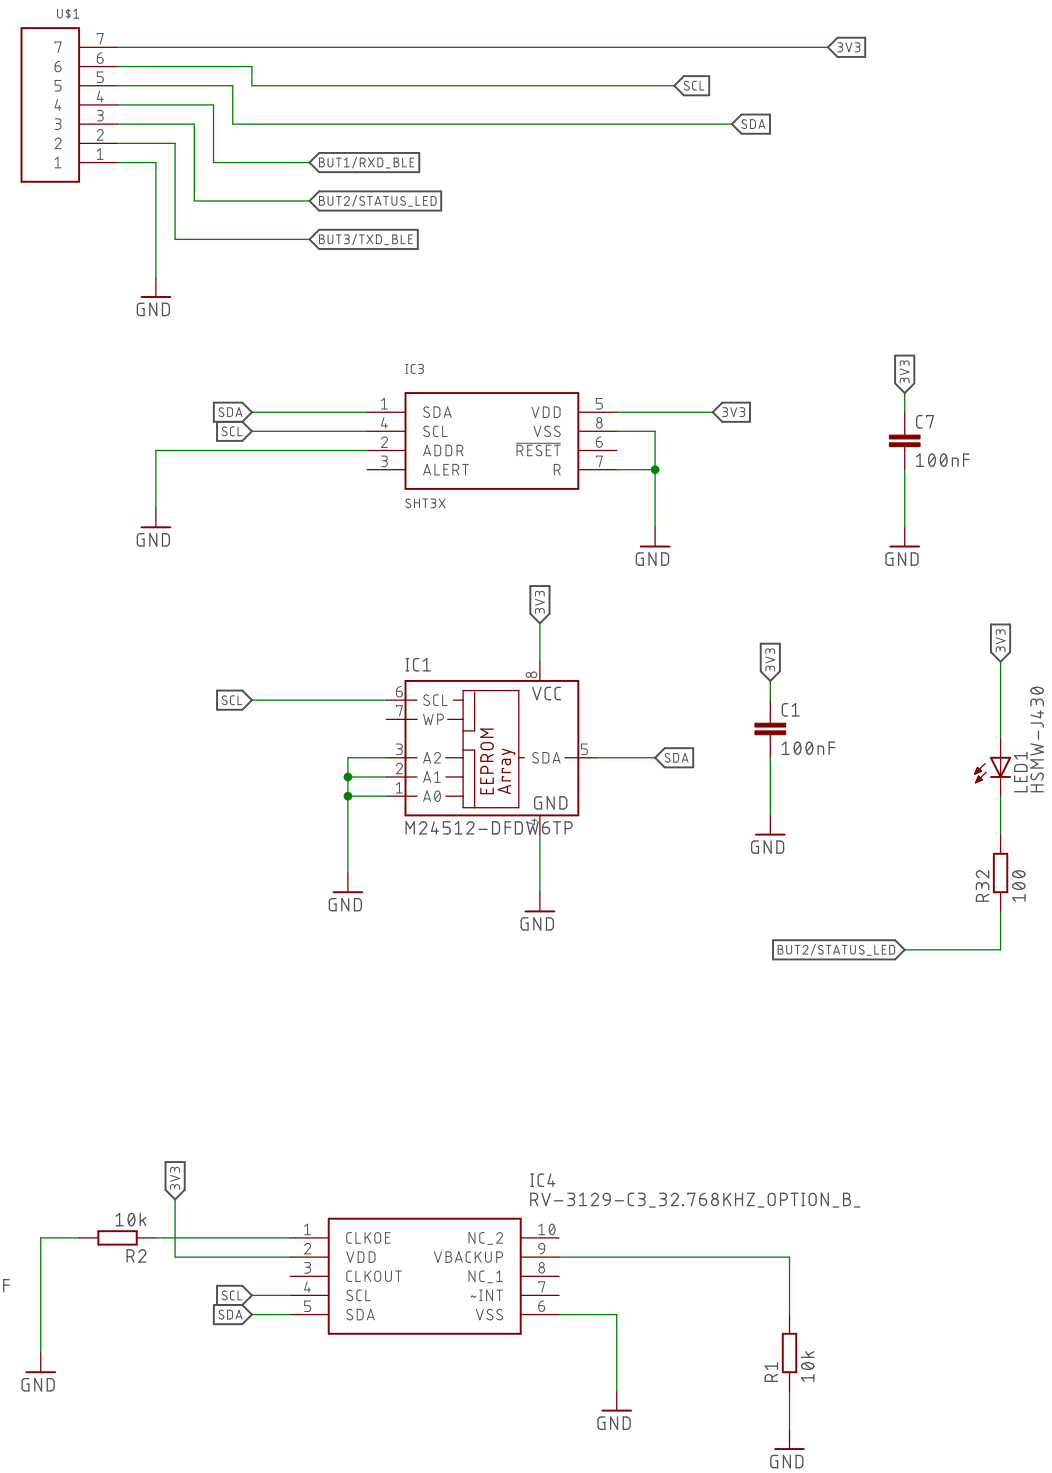 U$1
7 7 3V3
6 6 SCL
5 5 SDA
4 4 BUT1/RXD_BLE
3 3 BUT2/STATUS_LED
2 2 BUT3/TXD_BLE
1 1
GND
IC3
SDA 1 SDA VDD 5 3V3
SCL 4 SCL VSS 8
2 ADDR RESET 6
3 ALERT R 7
SHT3X
GND
GND
3V3
C7
100nF
GND
3V3
IC1
8
VCC
SCL 6 SCL
7 WP
3 A2 SDA 5 SDA
2 A1
1 A0
EEPROM
Array
GND
4
M24512-DFDW6TP
GND
GND
3V3
C1
100nF
GND
3V3
LED1
HSMW-J430
R32
100
BUT2/STATUS_LED
3V3
IC4
RV-3129-C3_32.768KHZ_OPTION_B_
10k
R2
1 CLKOE NC_2 10
2 VDD VBACKUP 9
3 CLKOUT NC_1 8
SCL 4 SCL ~INT 7
SDA 5 SDA VSS 6
F
GND
GND
R1
10k
GND